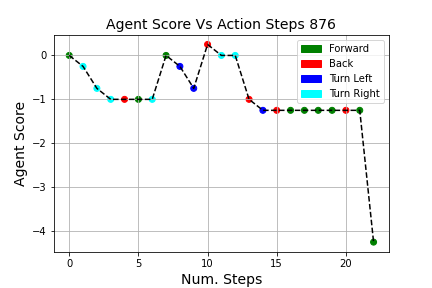 Agent Score Vs Action Steps 876
Forward
Back
Turn Left
Turn Right
0
−1
−2
−3
−4
Agent Score
0 5 10 15 20
Num. Steps